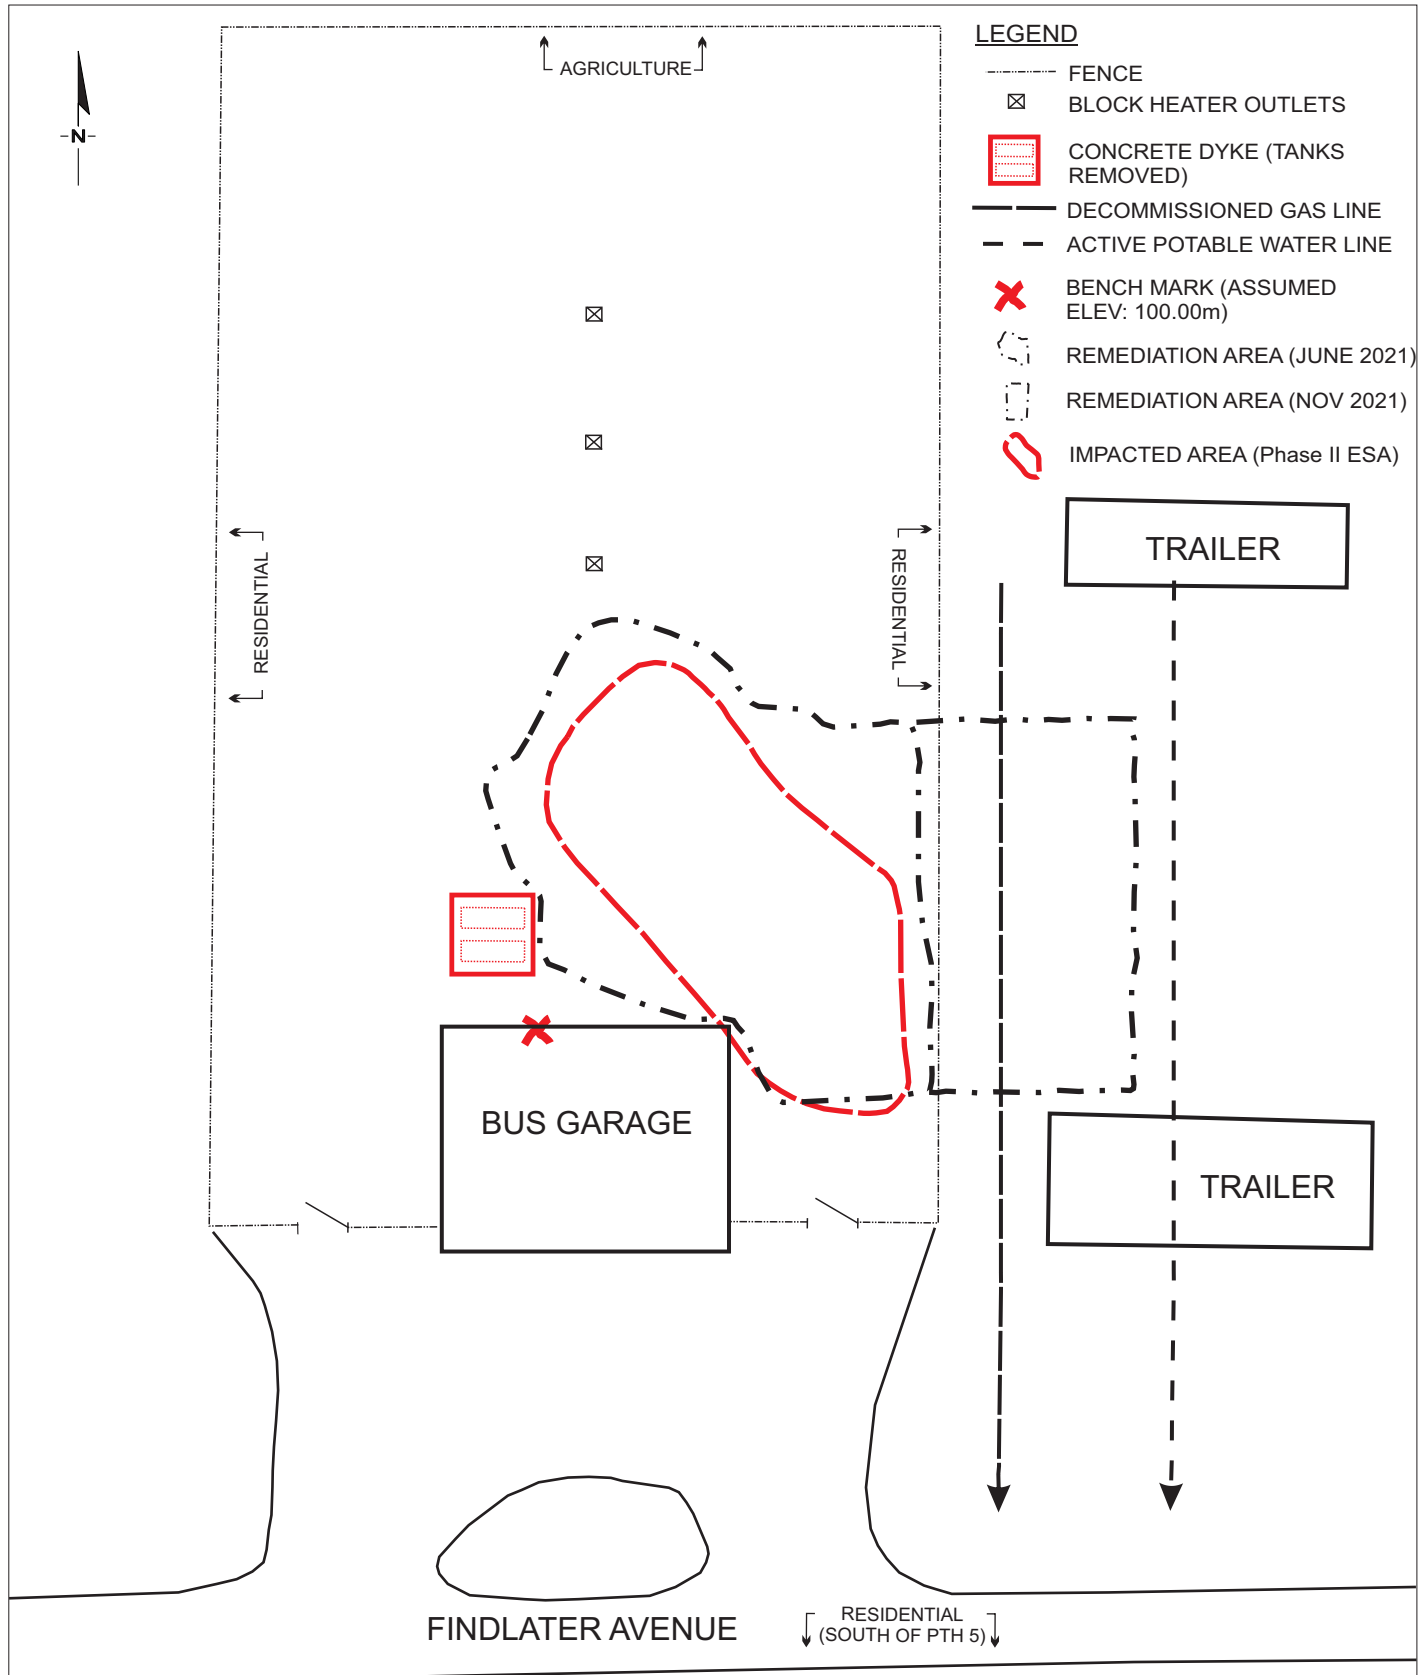 LEGEND
FENCE
BLOCK HEATER OUTLETS
CONCRETE DYKE (TANKS
REMOVED)
DECOMMISSIONED GAS LINE
ACTIVE POTABLE WATER LINE
BENCH MARK (ASSUMED
ELEV: 100.00m)
REMEDIATION AREA (JUNE 2021)
REMEDIATION AREA (NOV 2021)
IMPACTED AREA (Phase II ESA)
AGRICULTURE
N
RESIDENTIAL
RESIDENTIAL
TRAILER
BUS GARAGE
TRAILER
FINDLATER AVENUE
RESIDENTIAL
(SOUTH OF PTH 5)